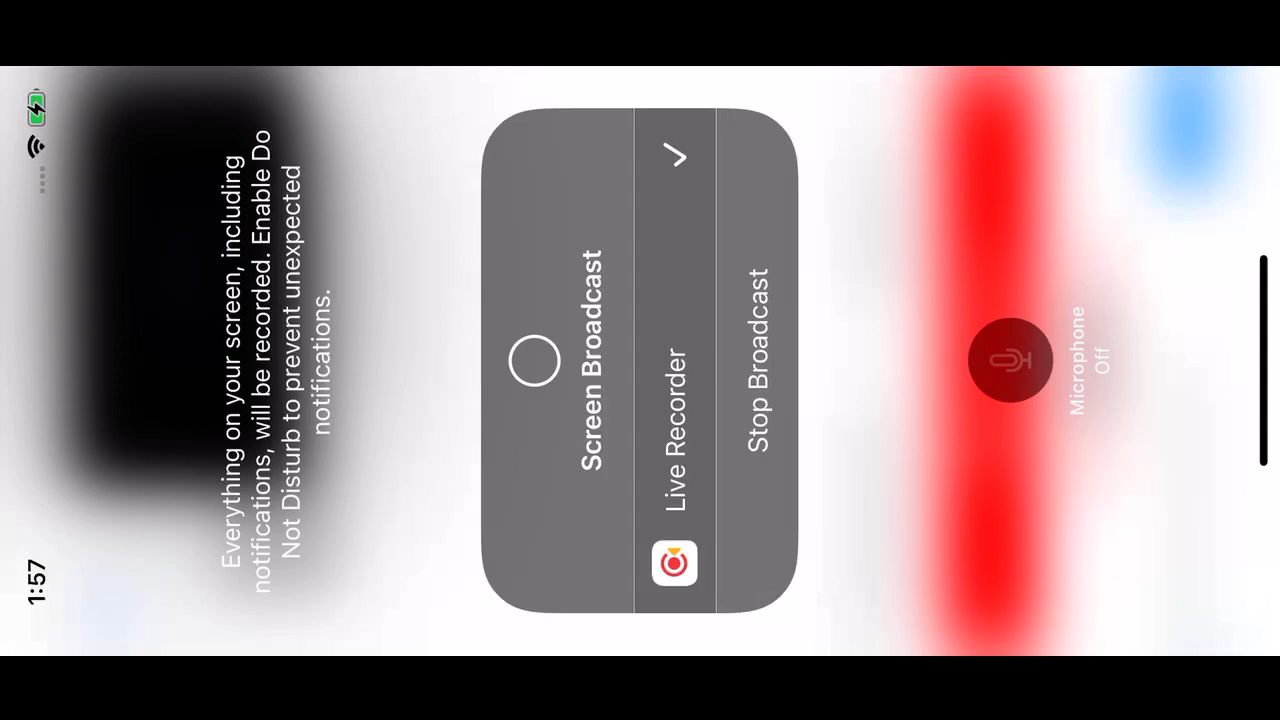 1:57
Everything on your screen, including
notifications, will be recorded. Enable Do
Not Disturb to prevent unexpected
notifications.
Screen Broadcast
Live Recorder
Stop Broadcast
Microphone
Off